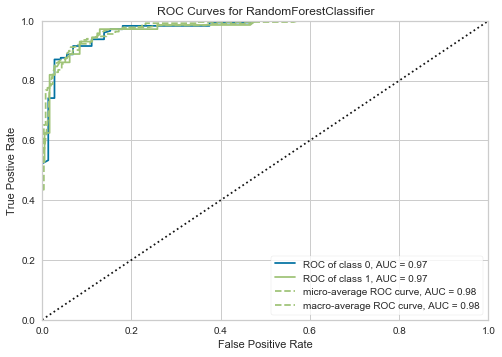 ROC Curves for RandomForestClassifier
1.0
0.8
0.6
0.4
0.2
0.0
True Postive Rate
ROC of class 0, AUC = 0.97
ROC of class 1, AUC = 0.97
micro-average ROC curve, AUC = 0.98
macro-average ROC curve, AUC = 0.98
0.0 0.2 0.4 0.6 0.8 1.0
False Positive Rate